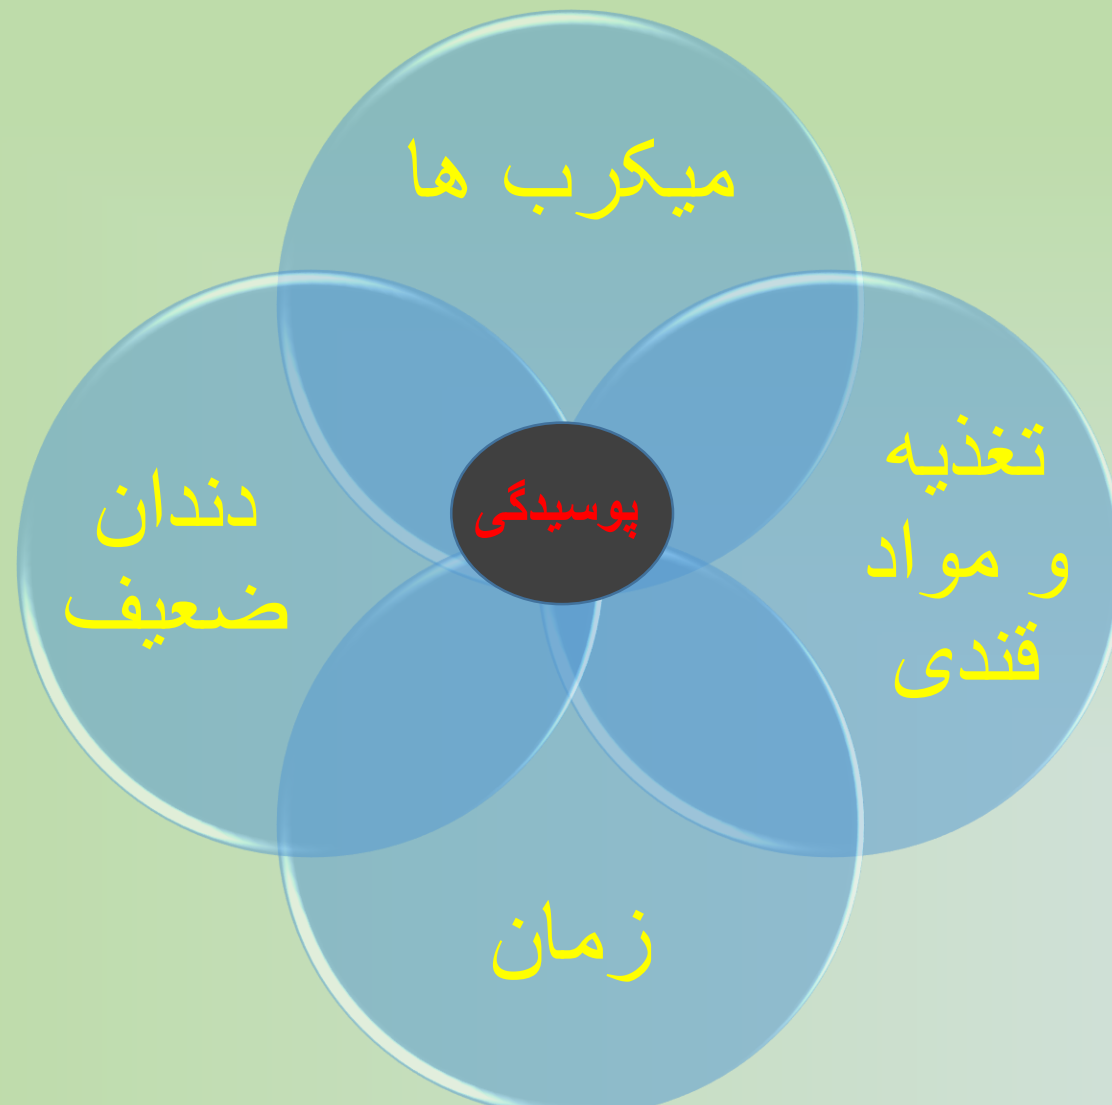 میکرب ها
تغذیه
و مواد
قندی
دندان
ضعیف
پوسیدگی
زمان